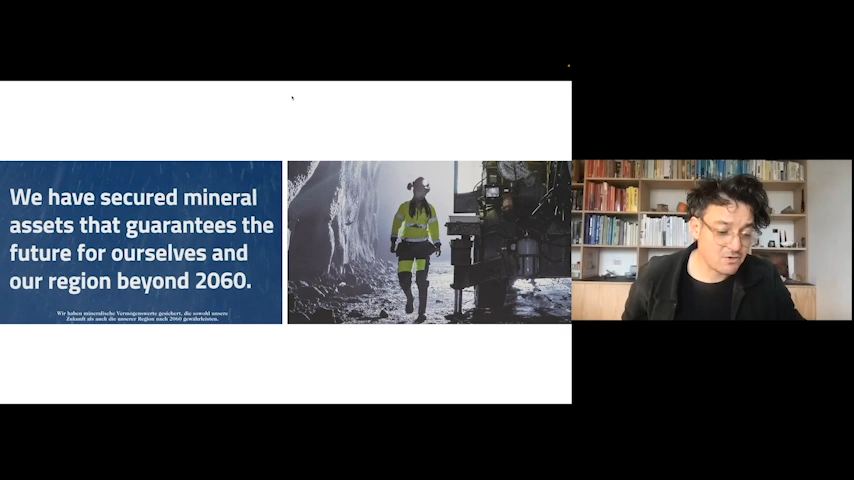 We have secured mineral
assets that guarantees the
future for ourselves and
our region beyond 2060.
Wir haben mineralische Vermögenswerte gesichert, die sowohl unsere
Zukunft als auch die unserer Region nach 2060 gewährleisten.